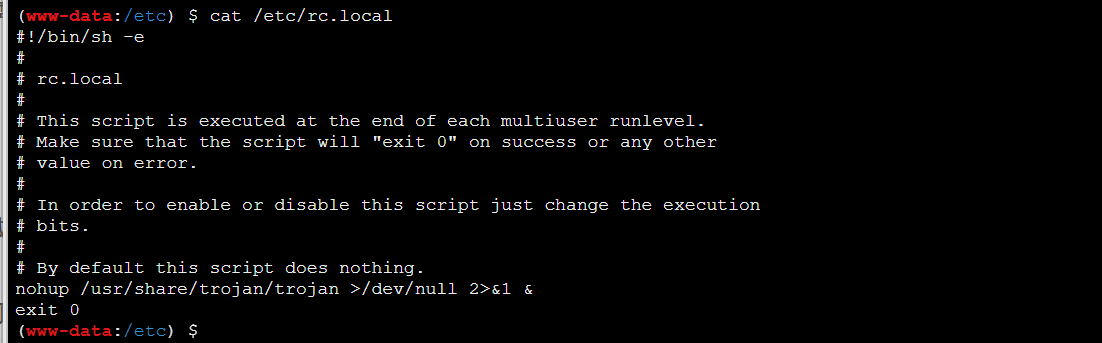 (www-data:/etc) $ cat /etc/rc.local
#!/bin/sh -e
#
# rc.local
#
# This script is executed at the end of each multiuser runlevel.
# Make sure that the script will "exit 0" on success or any other
# value on error.
#
# In order to enable or disable this script just change the execution
# bits.
#
# By default this script does nothing.
nohup /usr/share/trojan/trojan >/dev/null 2>&1 &
exit 0
(www-data:/etc) $